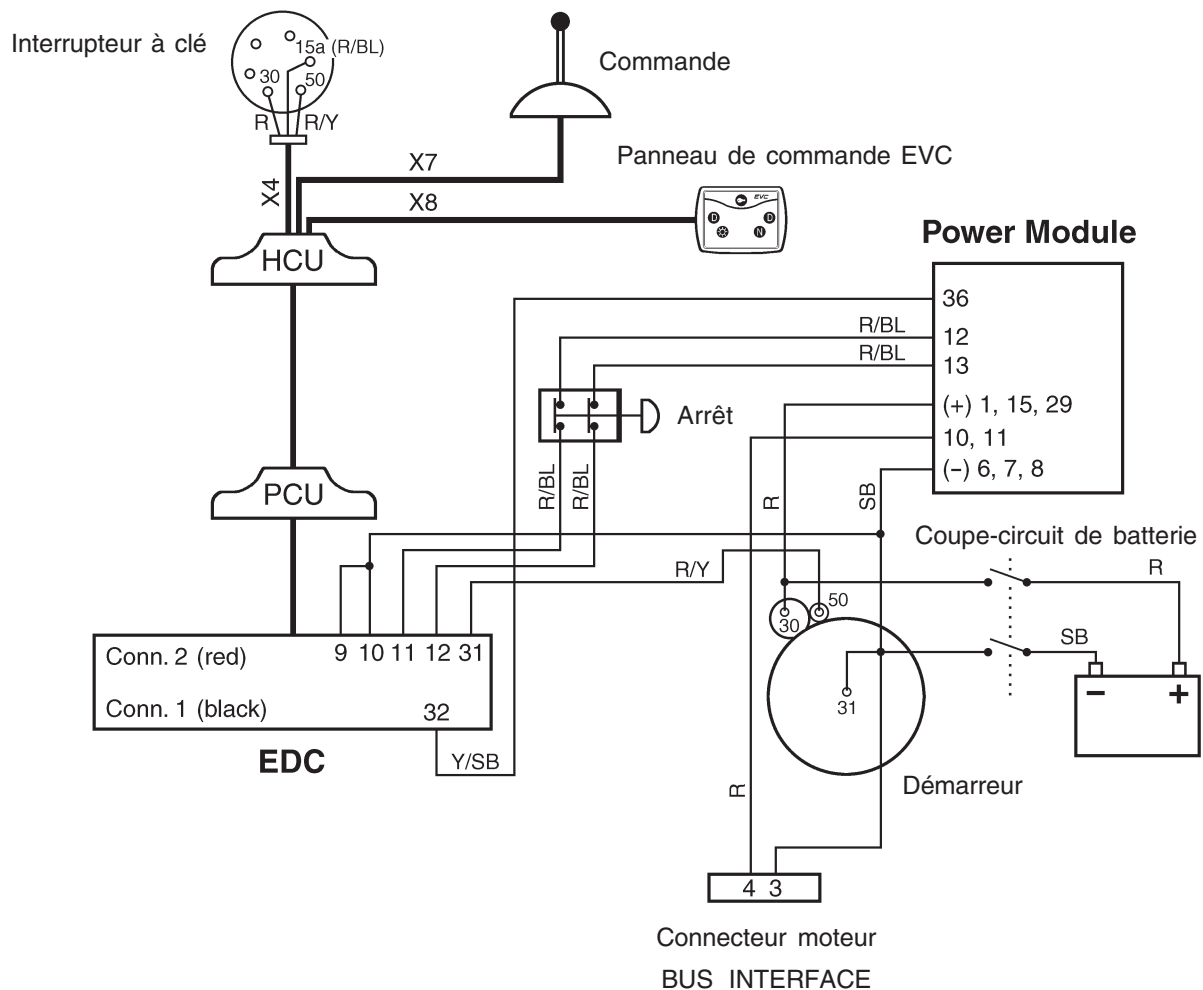 Interrupteur à clé
15a (R/BL)
30
50
R
R/Y
Commande
X4
X7
X8
Panneau de commande EVC
EVC
D
D
N
HCU
Power Module
36
R/BL
12
R/BL
13
(+) 1, 15, 29
10, 11
(–) 6, 7, 8
Arrêt
R/BL
R/BL
R
SB
PCU
Coupe-circuit de batterie
R
R/Y
50
30
SB
Conn. 2 (red)
9 10 11 12 31
Conn. 1 (black)
32
– +
31
EDC
Y/SB
R
Démarreur
4 3
Connecteur moteur
BUS INTERFACE